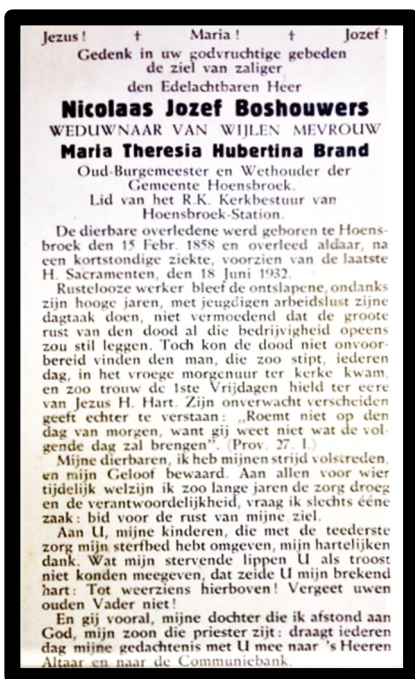 Jezus! † Maria! † Jozef!
Gedenk in uw godvruchtige gebeden
de ziel van zaliger
den Edelachtbaren Heer
Nicolaas Jozef Boshouwers
WEDUWNAAR VAN WIJLEN MEVROUW
Maria Theresia Hubertina Brand
Oud-Burgemeester en Wethouder der
Gemeente Hoensbroek.
Lid van het R.K. Kerkbestuur van
Hoensbroek-Station.
De dierbare overledene werd geboren te Hoens-
broek den 15 Febr. 1858 en overleed aldaar, na
een kortstondige ziekte, voorzien van de laatste
H. Sacramenten, den 18 Juni 1932.
Rustelooze werker bleef de ontslapene, ondanks
zijn hooge jaren, met jeugdigen arbeidslust zijne
dagtaak doen, niet vermoedend dat de groote
rust van den dood al die bedrijvigheid opeens
zou stil leggen. Toch kon de dood niet onvoor-
bereid vinden den man, die zoo stipt, iederen
dag, in het vroege morgenuur ter kerke kwam,
en zoo trouw de 1ste Vrijdagen hield ter eere
van Jezus H. Hart. Zijn onverwacht verscheiden
geeft echter te verstaan: „Roemt niet op den
dag van morgen, want gij weet niet wat de vol-
gende dag zal brengen”. (Prov. 27. 1.)
Mijne dierbaren, ik heb mijnen strijd volstreden,
en mijn Geloof bewaard. Aan allen voor wier
tijdelijk welzijn ik zoo lange jaren de zorg droeg
en de verantwoordelijkheid, vraag ik slechts ééne
zaak: bid voor de rust van mijne ziel.
Aan U, mijne kinderen, die met de teederste
zorg mijn sterfbed hebt omgeven, mijn hartelijken
dank. Wat mijn stervende lippen U als troost
niet konden meegeven, dat zeide U mijn brekend
hart: Tot weerziens hierboven! Vergeet uwen
ouden Vader niet!
En gij vooral, mijne dochter die ik afstond aan
God, mijn zoon die priester zijt: draagt iederen
dag mijne gedachtenis met U mee naar 's Heeren
Altaar en naar de Communiebank.